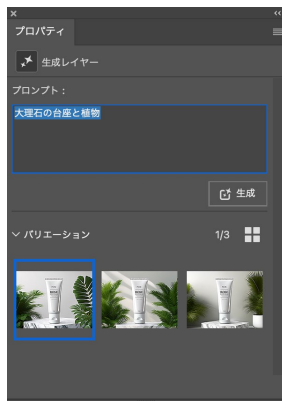 プロパティ
生成レイヤー
プロンプト：
大理石の台座と植物
生成
バリエーション 1/3